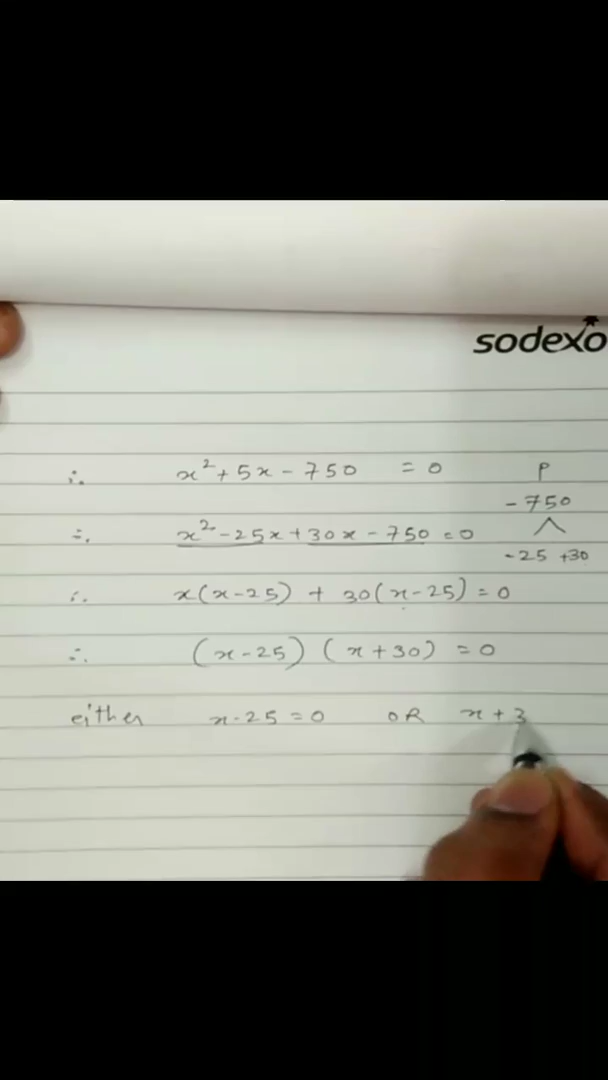 sodexo
∴ x² + 5x - 750 = 0 P
- 750
∴ x² - 25x + 30x - 750 = 0
- 25 +30
∴ x(x - 25) + 30(x - 25) = 0
∴ (x - 25) (x + 30) = 0
either x - 25 = 0 OR x + 3